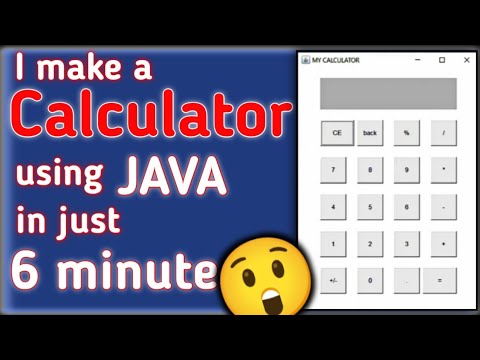 I make a
Calculator
using JAVA
in just
6 minute
MY CALCULATOR
CE back % /
7 8 9 *
4 5 6 -
1 2 3 +
+/- 0 . =